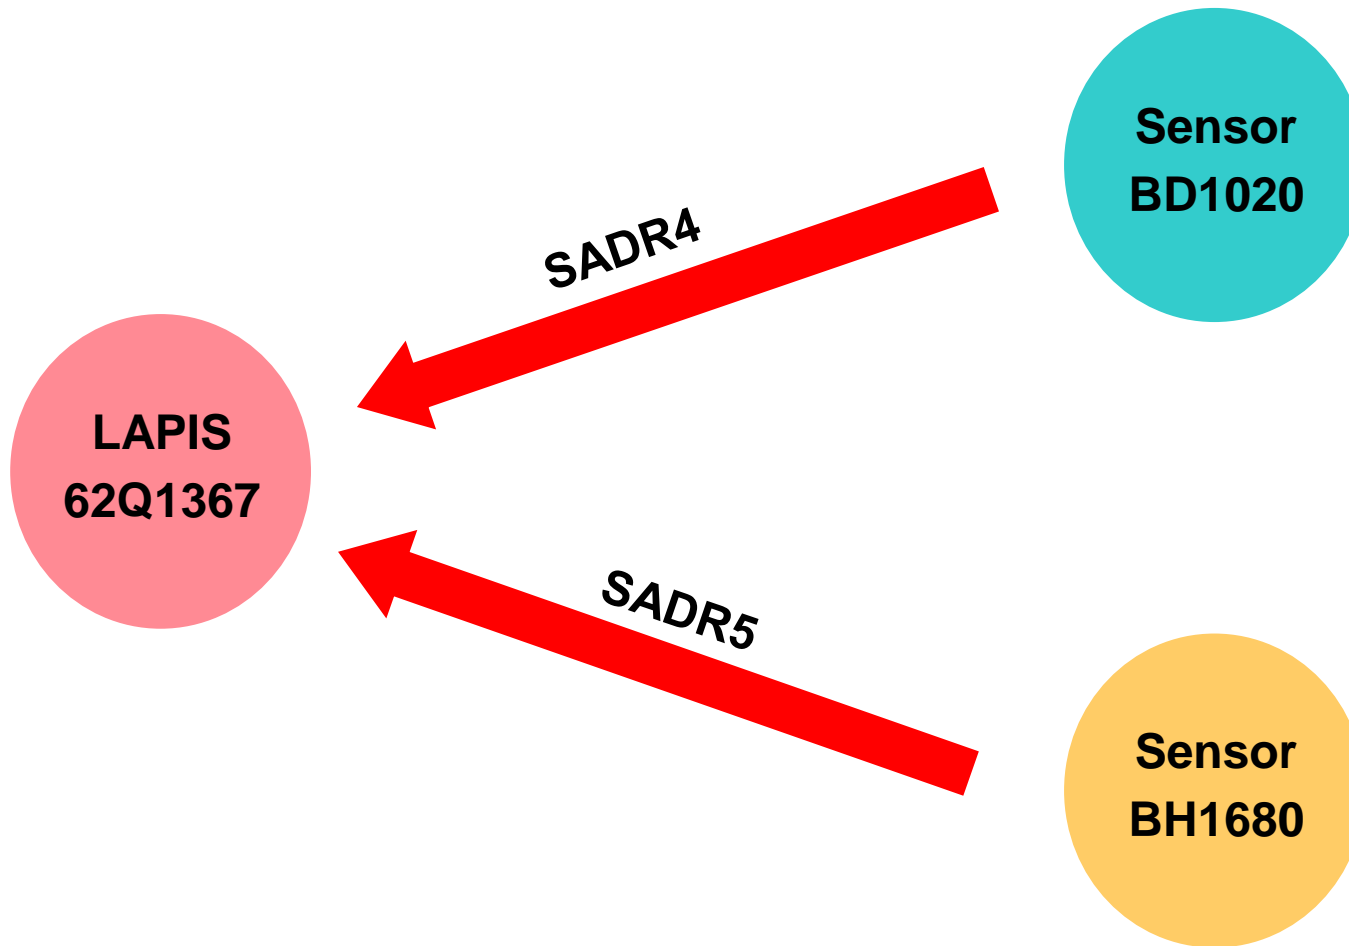 Sensor
BD1020
SADR4
LAPIS
62Q1367
SADR5
Sensor
BH1680